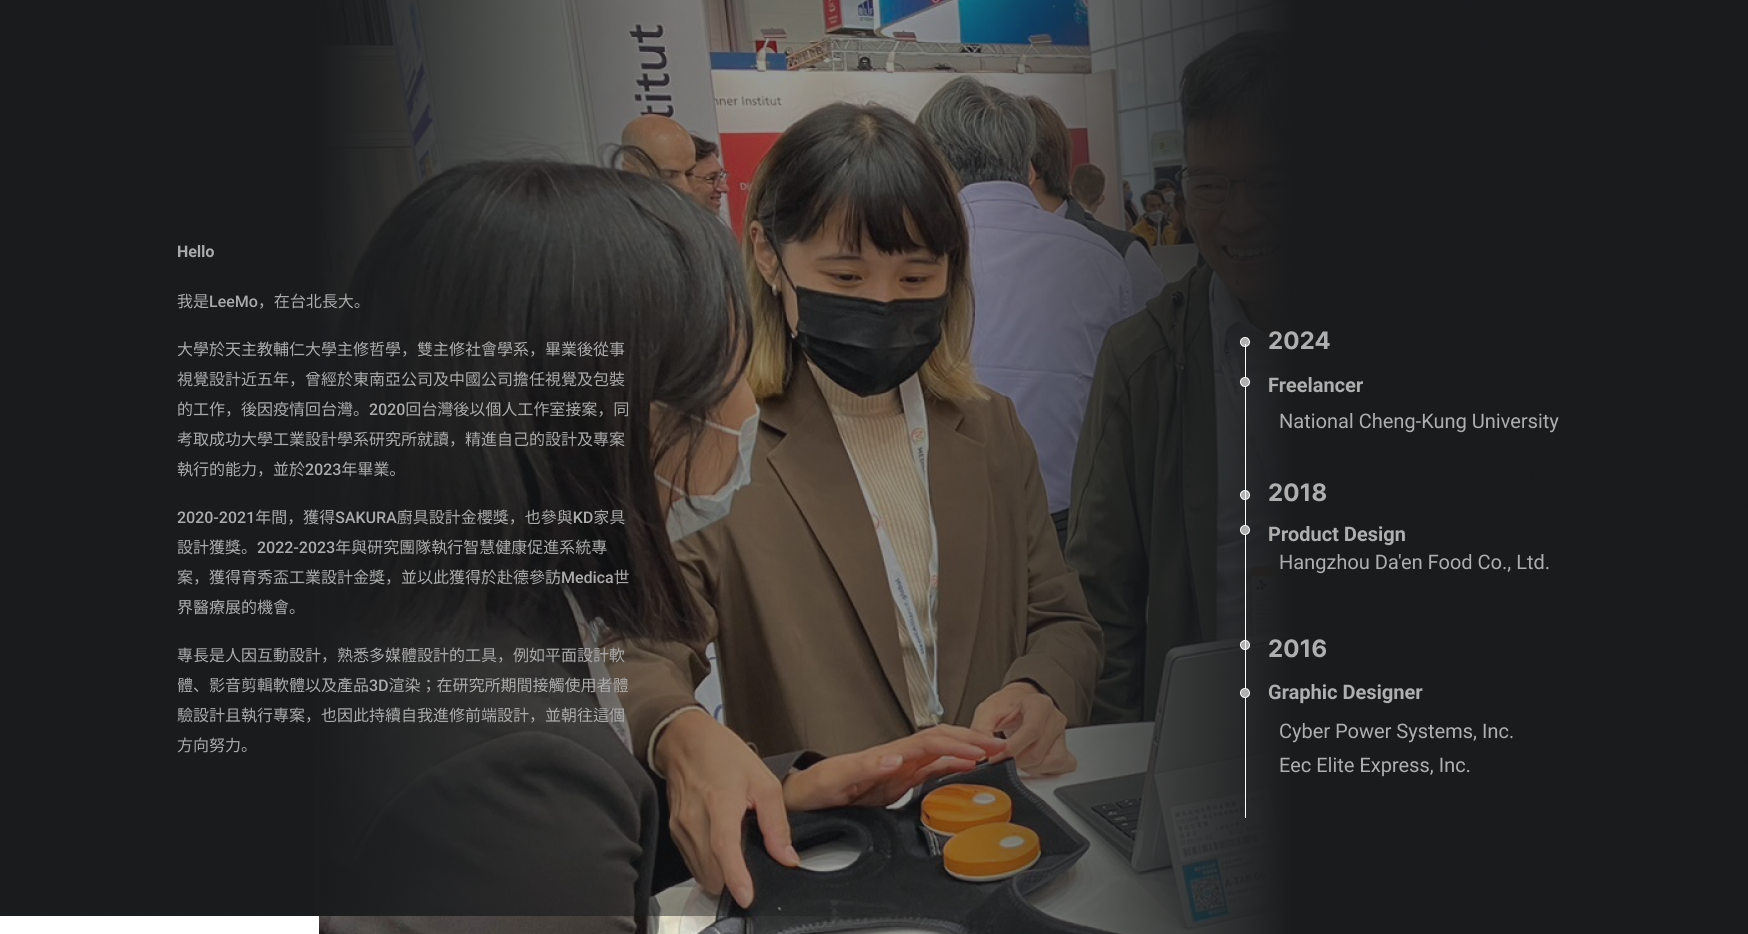 titut
nner Institut
Hello
我是LeeMo，在台北長大。
大學於天主教輔仁大學主修哲學，雙主修社會學系，畢業後從事
視覺設計近五年，曾經於東南亞公司及中國公司擔任視覺及包裝
的工作，後因疫情回台灣。2020回台灣後以個人工作室接案，同
考取成功大學工業設計學系研究所就讀，精進自己的設計及專案
執行的能力，並於2023年畢業。
2020-2021年間，獲得SAKURA廚具設計金櫻獎，也參與KD家具
設計獲獎。2022-2023年與研究團隊執行智慧健康促進系統專
案，獲得育秀盃工業設計金獎，並以此獲得於赴德參訪Medica世
界醫療展的機會。
專長是人因互動設計，熟悉多媒體設計的工具，例如平面設計軟
體、影音剪輯軟體以及產品3D渲染；在研究所期間接觸使用者體
驗設計且執行專案，也因此持續自我進修前端設計，並朝往這個
方向努力。
2024
Freelancer
National Cheng-Kung University
2018
Product Design
Hangzhou Da'en Food Co., Ltd.
2016
Graphic Designer
Cyber Power Systems, Inc.
Eec Elite Express, Inc.